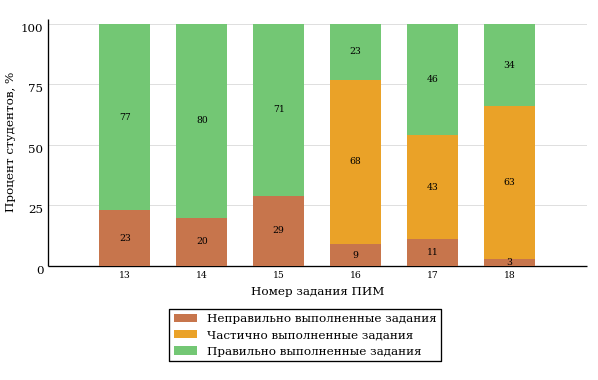 Процент студентов, %
100
75
50
25
0
77 80 71 23 46 34
68 43 63
23 20 29 9 11 3
13 14 15 16 17 18
Номер задания ПИМ
Неправильно выполненные задания
Частично выполненные задания
Правильно выполненные задания